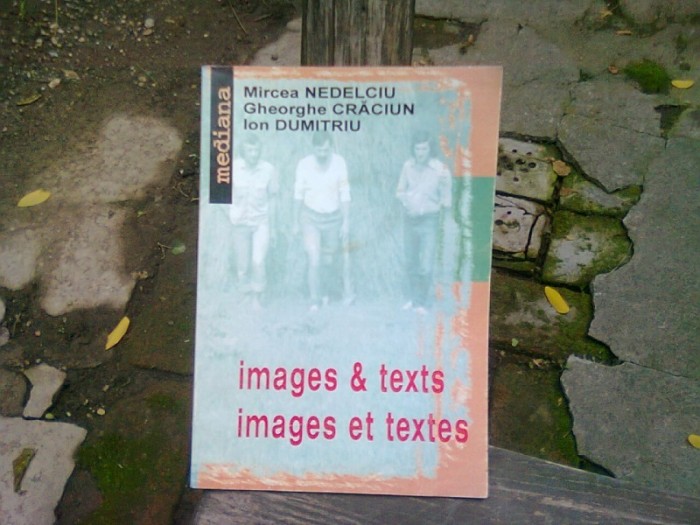 mediana
Mircea NEDELCIU
Gheorghe CRĂCIUN
Ion DUMITRIU
images & texts
images et textes